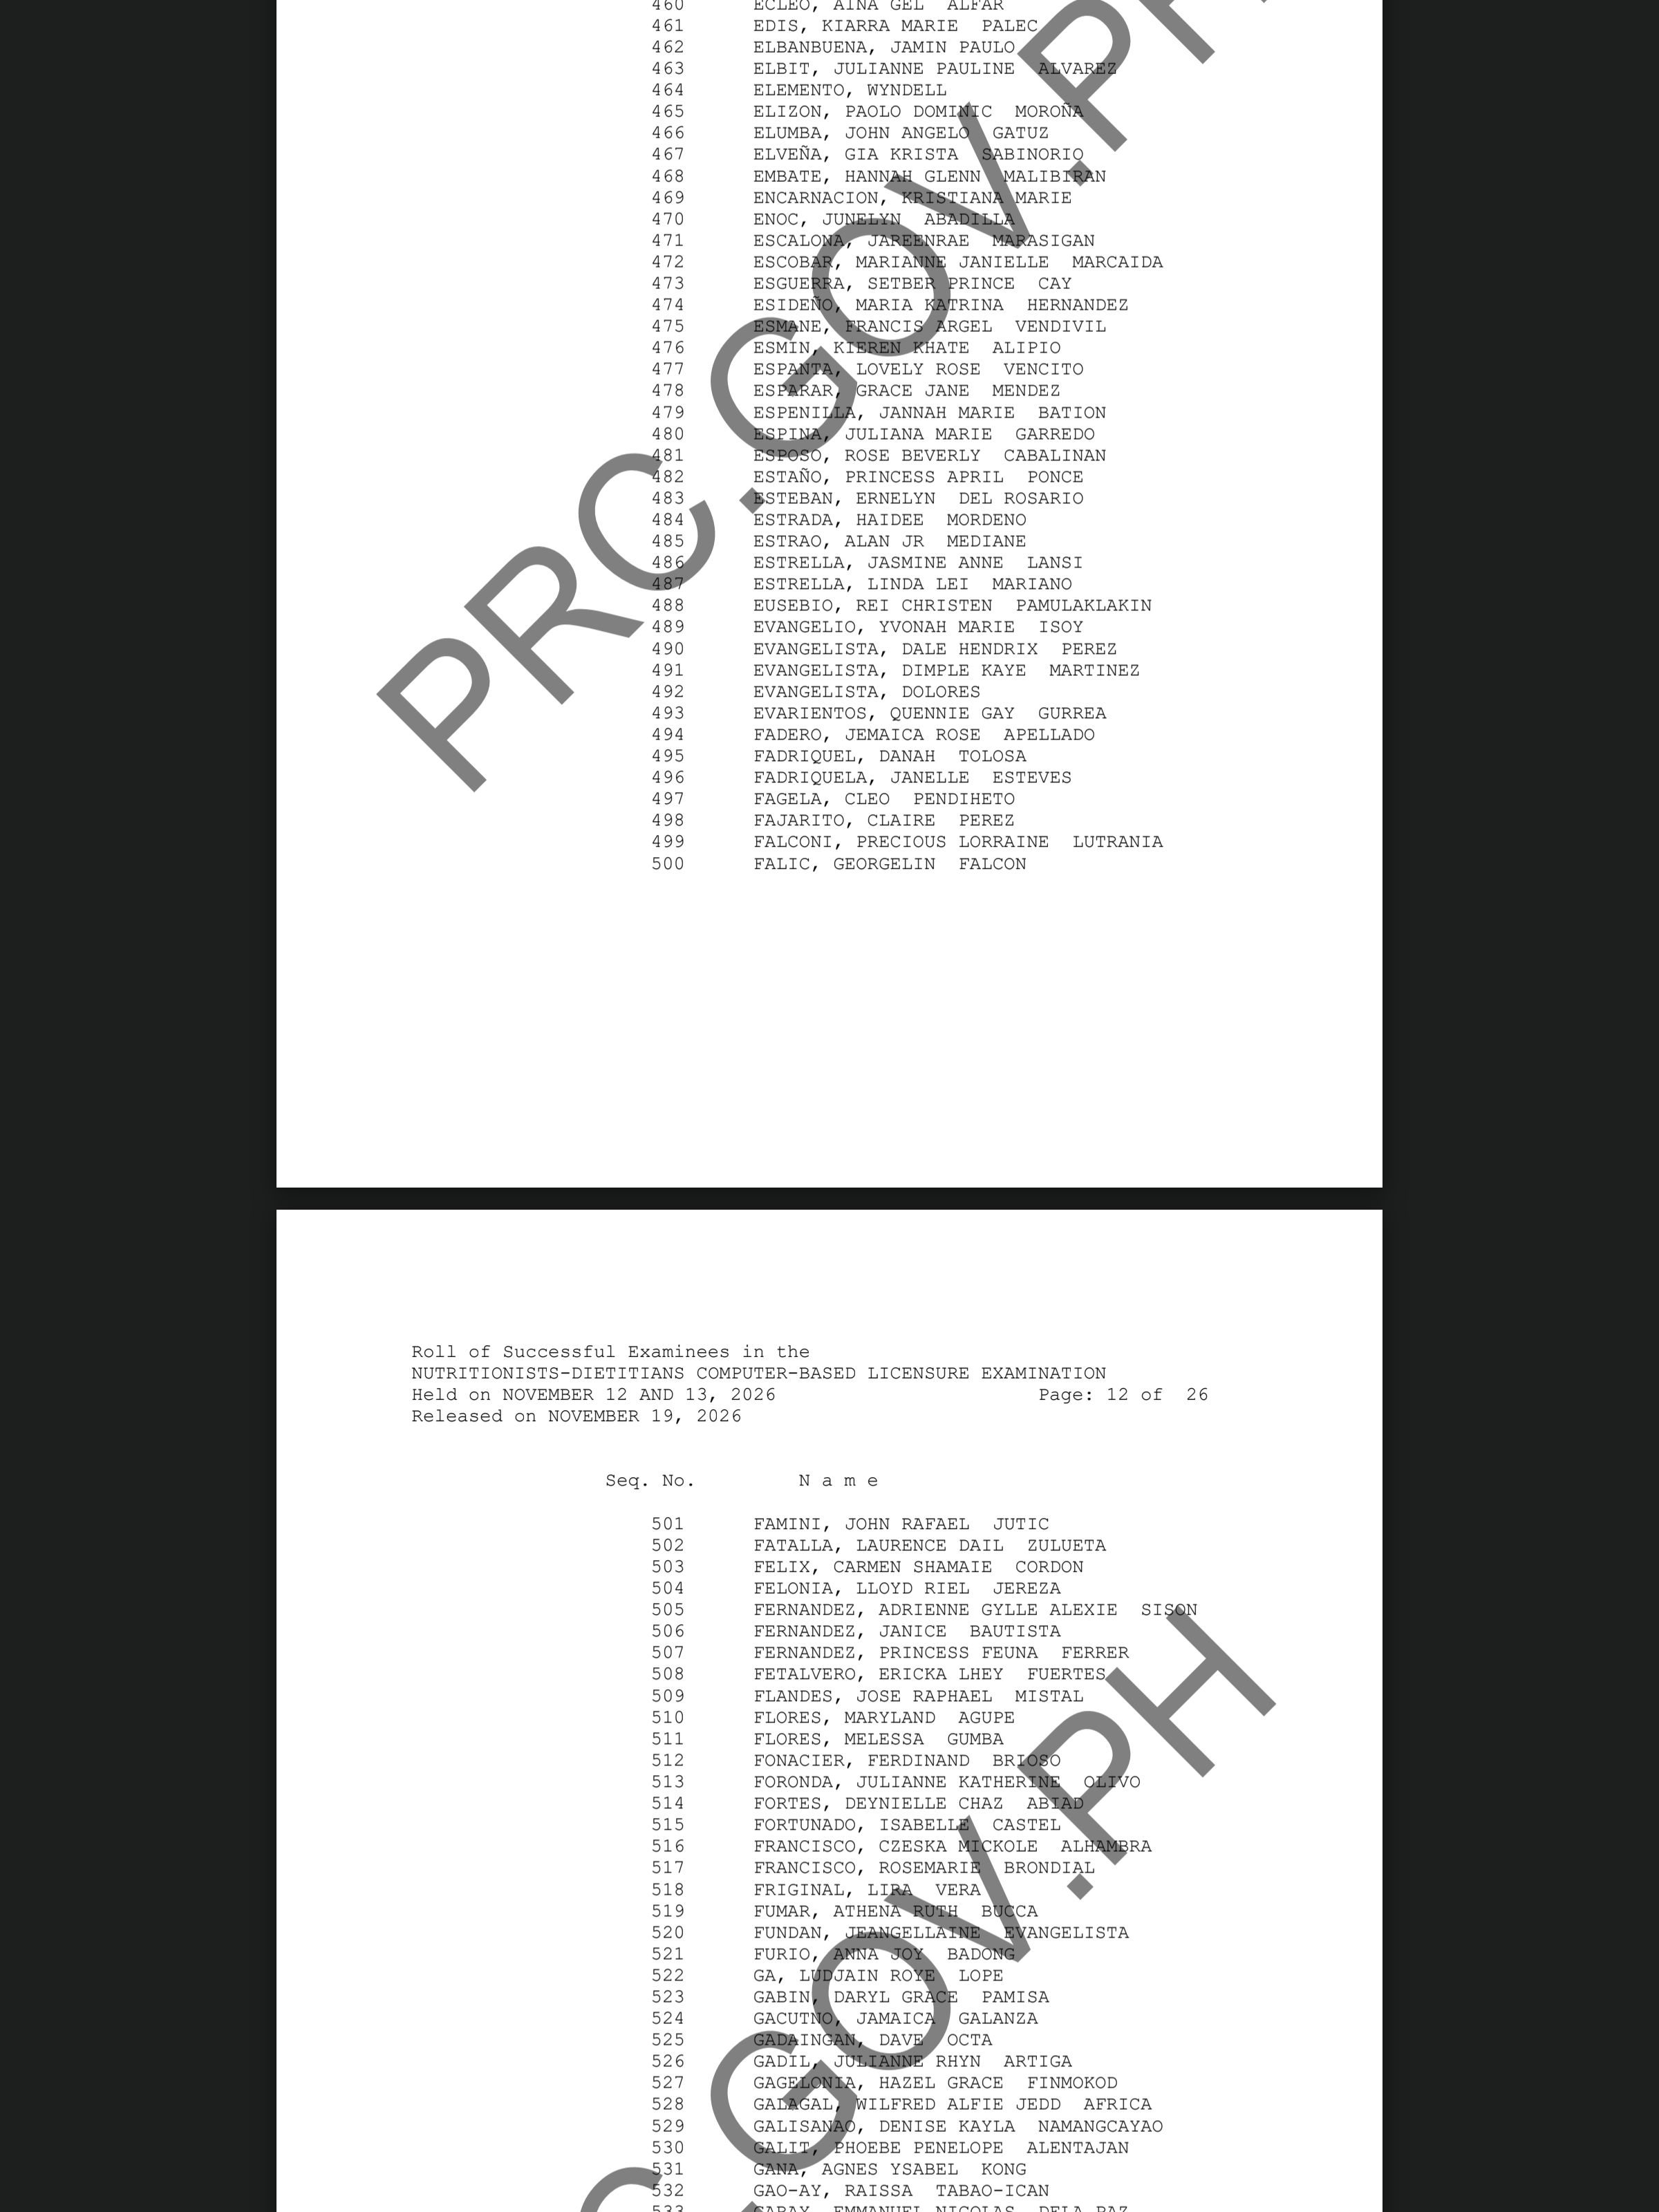 460 ECLEO, AINA GEL ALFAR
461 EDIS, KIARRA MARIE PALEC
462 ELBANBUENA, JAMIN PAULO
463 ELBIT, JULIANNE PAULINE ALVAREZ
464 ELEMENTO, WYNDELL
465 ELIZON, PAOLO DOMINIC MOROÑA
466 ELUMBA, JOHN ANGELO GATUZ
467 ELVEÑA, GIA KRISTA SABINORIO
468 EMBATE, HANNAH GLENN MALIBIRAN
469 ENCARNACION, KRISTIANA MARIE
470 ENOC, JUNELYN ABADILLA
471 ESCALONA, JAREENRAE MARASIGAN
472 ESCOBAR, MARIANNE JANIELLE MARCAIDA
473 ESGUERRA, SETBER PRINCE CAY
474 ESIDEÑO, MARIA KATRINA HERNANDEZ
475 ESMANE, FRANCIS ARGEL VENDIVIL
476 ESMIN, KIEREN KHATE ALIPIO
477 ESPANTA, LOVELY ROSE VENCITO
478 ESPARAR, GRACE JANE MENDEZ
479 ESPENILLA, JANNAH MARIE BATION
480 ESPINA, JULIANA MARIE GARREDO
481 ESPOSO, ROSE BEVERLY CABALINAN
482 ESTAÑO, PRINCESS APRIL PONCE
483 ESTEBAN, ERNELYN DEL ROSARIO
484 ESTRADA, HAIDEE MORDENO
485 ESTRAO, ALAN JR MEDIANE
486 ESTRELLA, JASMINE ANNE LANSI
487 ESTRELLA, LINDA LEI MARIANO
488 EUSEBIO, REI CHRISTEN PAMULAKLAKIN
489 EVANGELIO, YVONAH MARIE ISOY
490 EVANGELISTA, DALE HENDRIX PEREZ
491 EVANGELISTA, DIMPLE KAYE MARTINEZ
492 EVANGELISTA, DOLORES
493 EVARIENTOS, QUENNIE GAY GURREA
494 FADERO, JEMAICA ROSE APELLADO
495 FADRIQUEL, DANAH TOLOSA
496 FADRIQUELA, JANELLE ESTEVES
497 FAGELA, CLEO PENDIHETO
498 FAJARITO, CLAIRE PEREZ
499 FALCONI, PRECIOUS LORRAINE LUTRANIA
500 FALIC, GEORGELIN FALCON
PRC.GOV.PH
Roll of Successful Examinees in the
NUTRITIONISTS-DIETITIANS COMPUTER-BASED LICENSURE EXAMINATION
Held on NOVEMBER 12 AND 13, 2026 Page: 12 of 26
Released on NOVEMBER 19, 2026
Seq. No. N a m e
501 FAMINI, JOHN RAFAEL JUTIC
502 FATALLA, LAURENCE DAIL ZULUETA
503 FELIX, CARMEN SHAMAIE CORDON
504 FELONIA, LLOYD RIEL JEREZA
505 FERNANDEZ, ADRIENNE GYLLE ALEXIE SISON
506 FERNANDEZ, JANICE BAUTISTA
507 FERNANDEZ, PRINCESS FEUNA FERRER
508 FETALVERO, ERICKA LHEY FUERTES
509 FLANDES, JOSE RAPHAEL MISTAL
510 FLORES, MARYLAND AGUPE
511 FLORES, MELESSA GUMBA
512 FONACIER, FERDINAND BRIOSO
513 FORONDA, JULIANNE KATHERINE OLIVO
514 FORTES, DEYNIELLE CHAZ ABIAD
515 FORTUNADO, ISABELLE CASTEL
516 FRANCISCO, CZESKA MICKOLE ALHAMBRA
517 FRANCISCO, ROSEMARIE BRONDIAL
518 FRIGINAL, LIRA VERA
519 FUMAR, ATHENA RUTH BUCCA
520 FUNDAN, JEANGELLAINE EVANGELISTA
521 FURIO, ANNA JOY BADONG
522 GA, LUDJAIN ROYE LOPE
523 GABIN, DARYL GRACE PAMISA
524 GACUTNO, JAMAICA GALANZA
525 GADAINGAN, DAVE OCTA
526 GADIL, JULIANNE RHYN ARTIGA
527 GAGELONIA, HAZEL GRACE FINMOKOD
528 GALAGAL, WILFRED ALFIE JEDD AFRICA
529 GALISANAO, DENISE KAYLA NAMANGCAYAO
530 GALIT, PHOEBE PENELOPE ALENTAJAN
531 GANA, AGNES YSABEL KONG
532 GAO-AY, RAISSA TABAO-ICAN
533 GARAY, EMMANUEL NICOLAS DELA PAZ
PRC.GOV.PH